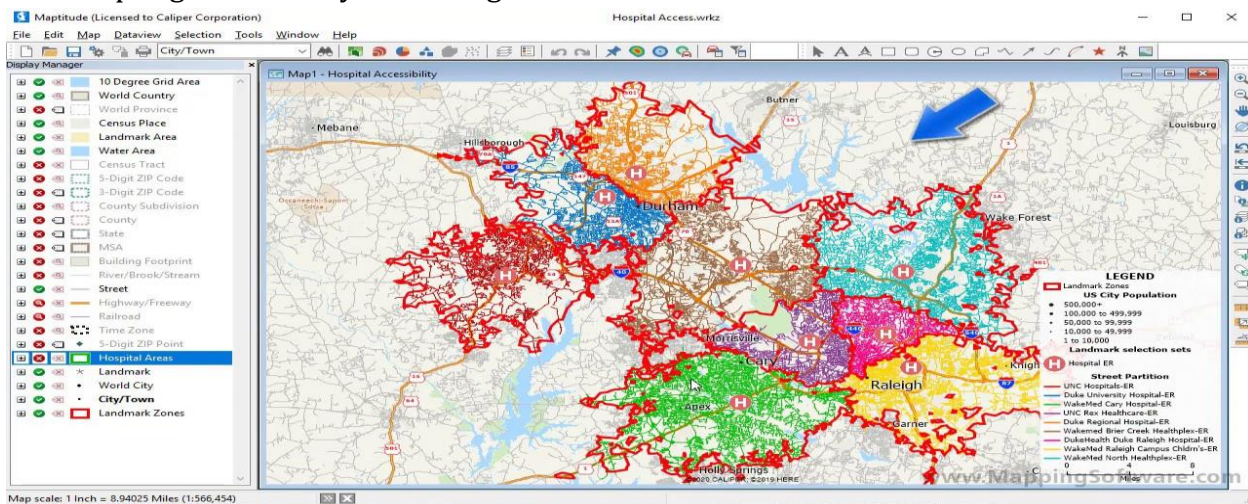 Maptitude (Licensed to Caliper Corporation)
Hospital Access.wrkz
File Edit Map Dataview Selection Tools Window Help
City/Town
Display Manager
10 Degree Grid Area
World Country
World Province
Census Place
Landmark Area
Water Area
Census Tract
5-Digit ZIP Code
3-Digit ZIP Code
County Subdivision
County
State
MSA
Building Footprint
River/Brook/Stream
Street
Highway/Freeway
Railroad
Time Zone
5-Digit ZIP Point
Hospital Areas
Landmark
World City
City/Town
Landmark Zones
Map1 - Hospital Accessibility
Butner
Mebane
Louisburg
Hillsborough
Durham
Wake Forest
Morrisville
Cary
Raleigh
Knigh
Apex
Garner
Holly Springs
LEGEND
Landmark Zones
US City Population
500,000+
100,000 to 499,999
50,000 to 99,999
10,000 to 49,999
1 to 10,000
Landmark selection sets
H Hospital ER
Street Partition
UNC Hospitals-ER
Duke University Hospital-ER
WakeMed Cary Hospital-ER
UNC Rex Healthcare-ER
Duke Regional Hospital-ER
Wakemed Brier Creek Healthplex-ER
DukeHealth Duke Raleigh Hospital-ER
WakeMed Raleigh Campus Chldrn's-ER
WakeMed North Healthplex-ER
0 4 8
Miles
©2020 CALIPER; ©2019 HERE
www.MappingSoftware.com
Map scale: 1 Inch = 8.94025 Miles (1:566,454)